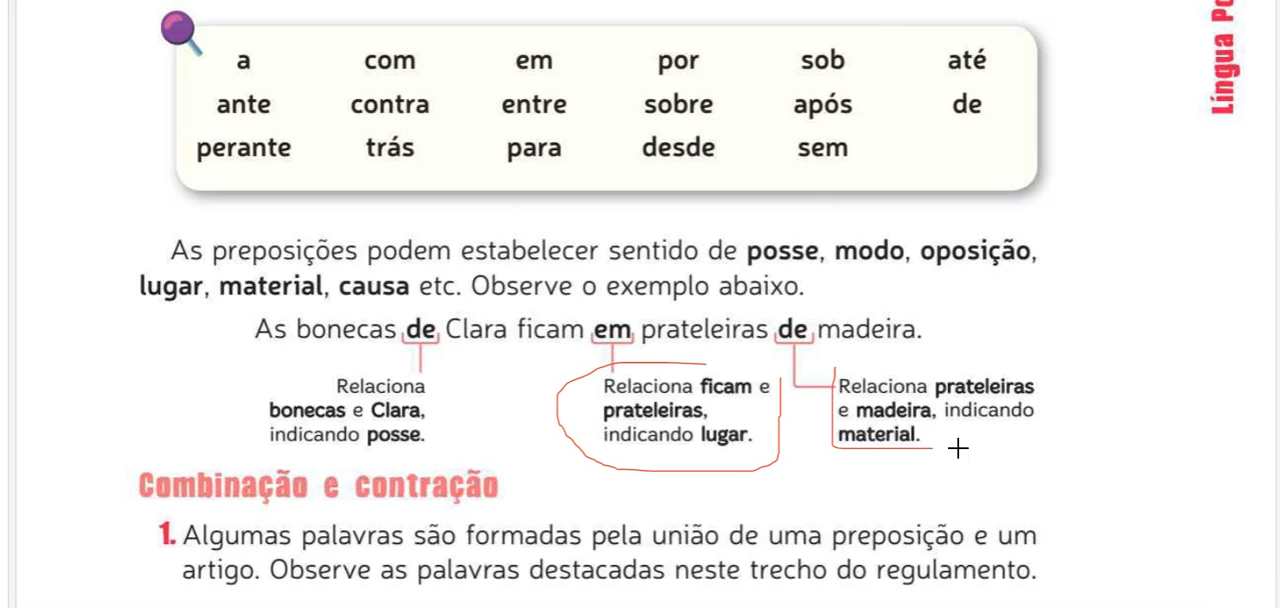 a com em por sob até
ante contra entre sobre após de
perante trás para desde sem
As preposições podem estabelecer sentido de posse, modo, oposição,
lugar, material, causa etc. Observe o exemplo abaixo.
As bonecas de Clara ficam em prateleiras de madeira.
Relaciona
bonecas e Clara,
indicando posse.
Relaciona ficam e
prateleiras,
indicando lugar.
Relaciona prateleiras
e madeira, indicando
material.
Combinação e contração
1. Algumas palavras são formadas pela união de uma preposição e um
artigo. Observe as palavras destacadas neste trecho do regulamento.
Língua